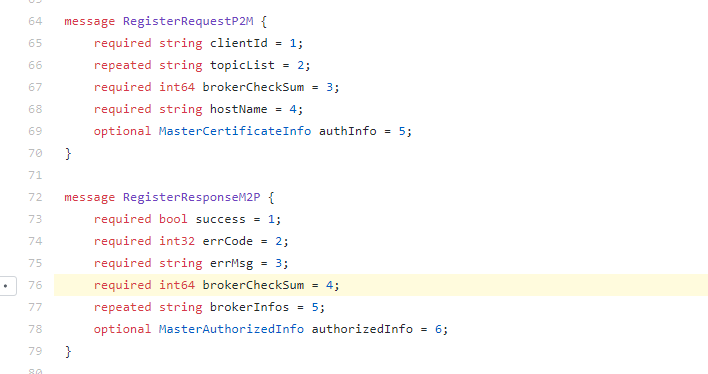 64 message RegisterRequestP2M {
65 required string clientId = 1;
66 repeated string topicList = 2;
67 required int64 brokerCheckSum = 3;
68 required string hostName = 4;
69 optional MasterCertificateInfo authInfo = 5;
70 }
71
72 message RegisterResponseM2P {
73 required bool success = 1;
74 required int32 errCode = 2;
75 required string errMsg = 3;
76 required int64 brokerCheckSum = 4;
77 repeated string brokerInfos = 5;
78 optional MasterAuthorizedInfo authorizedInfo = 6;
79 }
80